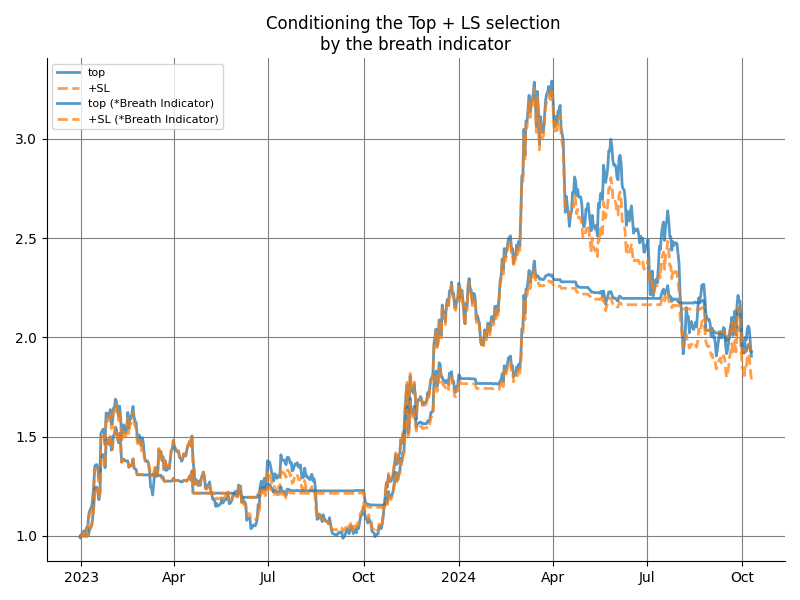 Conditioning the Top + LS selection
by the breath indicator
top
+SL
top (*Breath Indicator)
+SL (*Breath Indicator)
3.0
2.5
2.0
1.5
1.0
2023
Apr
Jul
Oct
2024
Apr
Jul
Oct